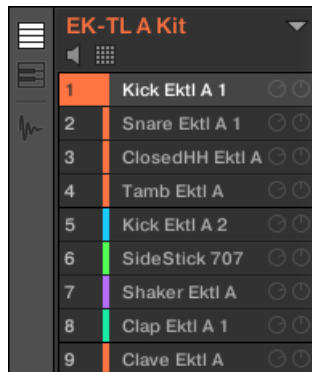 EK-TL A Kit
1 Kick Ektl A 1
2 Snare Ektl A 1
3 ClosedHH Ektl A
4 Tamb Ektl A
5 Kick Ektl A 2
6 SideStick 707
7 Shaker Ektl A
8 Clap Ektl A 1
9 Clave Ektl A